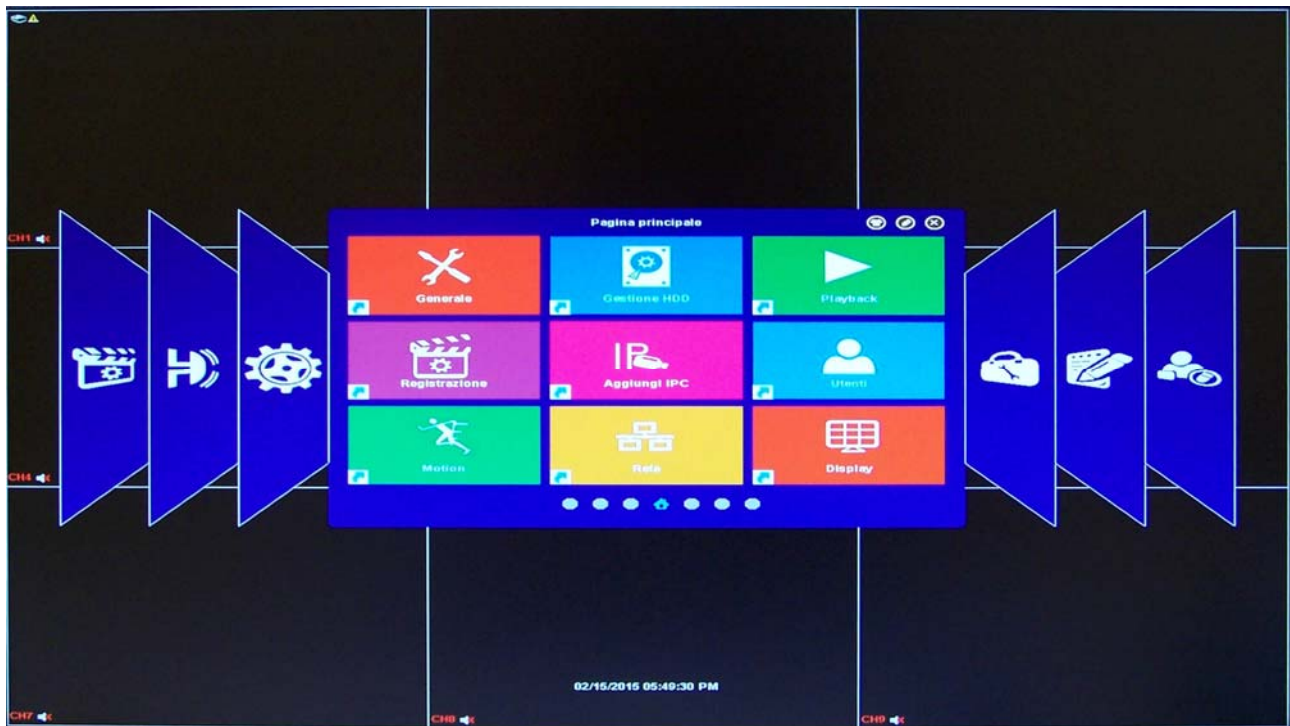 Pagina principale
CH1
Generale
Gestione HDD
Playback
Registrazione
IP
Aggiungi IPC
Utenti
CH4
Motion
Rete
Display
02/15/2015 05:49:30 PM
CH7
CH8
CH9